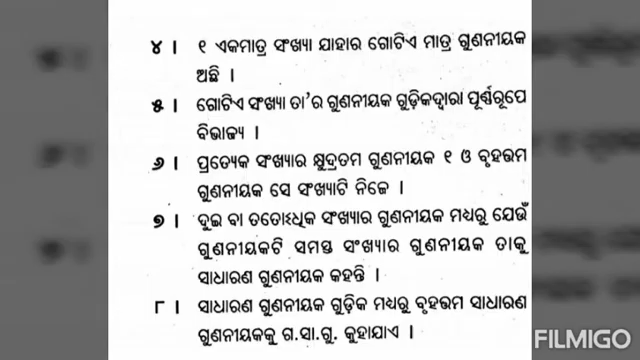 ୪ । ୧ ଏକମାତ୍ର ସଂଖ୍ୟା ଯାହାର ଗୋଟିଏ ମାତ୍ର ଗୁଣନୀୟକ
ଅଛି ।
୫ । ଗୋଟିଏ ସଂଖ୍ୟା ତା'ର ଗୁଣନୀୟକ ଗୁଡ଼ିକଦ୍ୱାରା ପୂର୍ଣ୍ଣରୂପେ
ବିଭାଜ୍ୟ ।
୬ । ପ୍ରତ୍ୟେକ ସଂଖ୍ୟାର କ୍ଷୁଦ୍ରତମ ଗୁଣନୀୟକ ୧ ଓ ବୃହତ୍ତମ
ଗୁଣନୀୟକ ସେ ସଂଖ୍ୟାଟି ନିଜେ ।
୭ । ଦୁଇ ବା ତତୋଽଧିକ ସଂଖ୍ୟାର ଗୁଣନୀୟକ ମଧ୍ୟରୁ ଯେଉଁ
ଗୁଣନୀୟକଟି ସମସ୍ତ ସଂଖ୍ୟାର ଗୁଣନୀୟକ ତାକୁ
ସାଧାରଣ ଗୁଣନୀୟକ କହନ୍ତି ।
୮ । ସାଧାରଣ ଗୁଣନୀୟକ ଗୁଡ଼ିକ ମଧ୍ୟରୁ ବୃହତ୍ତମ ସାଧାରଣ
ଗୁଣନୀୟକକୁ ଗ.ସା.ଗୁ. କୁହାଯାଏ ।
FILMIGO